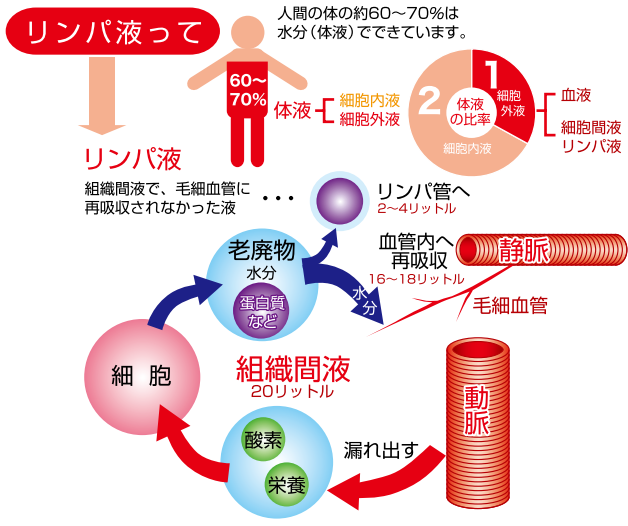 リンパ液って
人間の体の約60〜70%は
水分（体液）でできています。
60〜
70%
体液
細胞内液
細胞外液
1
細胞
外液
2
細胞内液
体液
の比率
血液
細胞間液
リンパ液
リンパ液
組織間液で、毛細血管に
再吸収されなかった液
・・・
リンパ管へ
2〜4リットル
血管内へ
再吸収
16〜18リットル
静脈
毛細血管
老廃物
水分
蛋白質
など
水分
細胞
組織間液
20リットル
動脈
酸素
栄養
漏れ出す